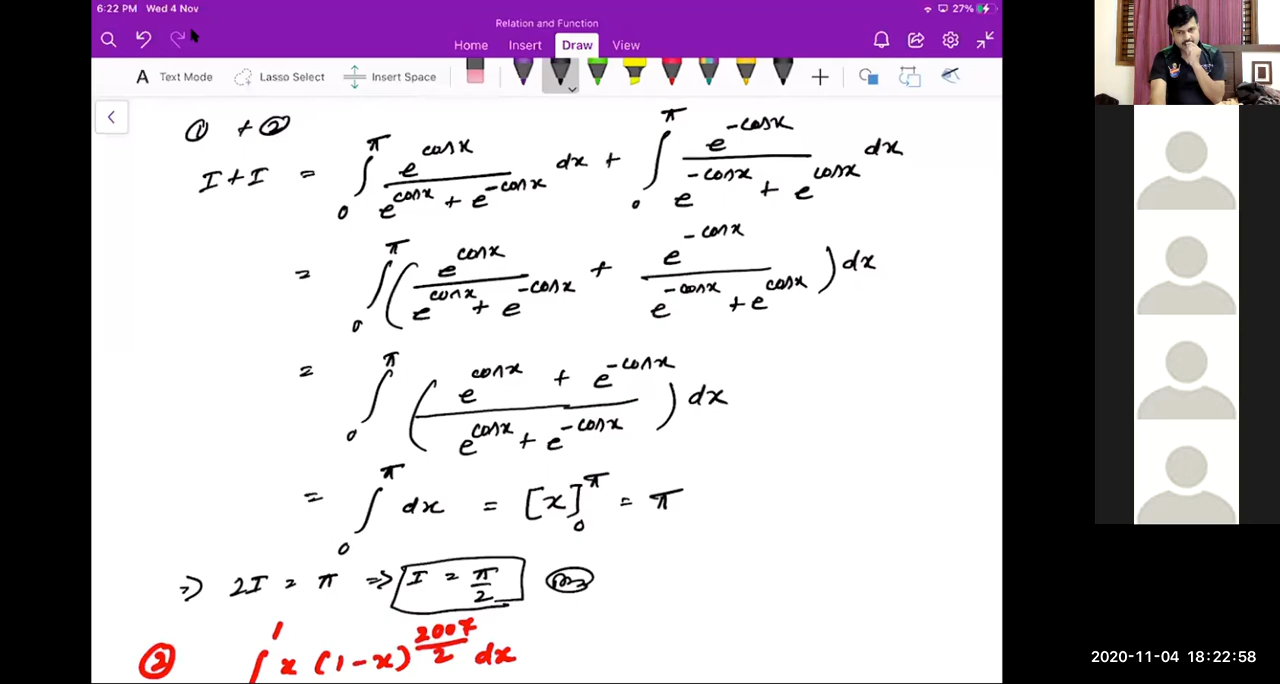 6:22 PM Wed 4 Nov
27%
Relation and Function
Home Insert Draw View
A Text Mode Lasso Select Insert Space
① + ②
I + I = ∫₀^π e^{cosx}/(e^{cosx} + e^{-cosx}) dx + ∫₀^π e^{-cosx}/(e^{-cosx} + e^{cosx}) dx
= ∫₀^π ( e^{cosx}/(e^{cosx} + e^{-cosx}) + e^{-cosx}/(e^{-cosx} + e^{cosx}) ) dx
= ∫₀^π ( (e^{cosx} + e^{-cosx})/(e^{cosx} + e^{-cosx}) ) dx
= ∫₀^π dx = [x]₀^π = π
⇒ 2I = π ⇒ I = π/2
② ∫¹ x (1-x)^{2007/2} dx
2020-11-04 18:22:58